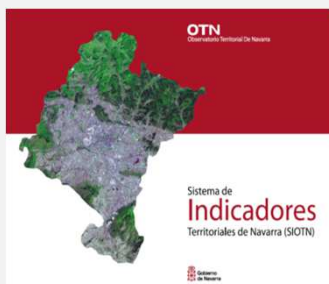 OTN
Observatorio Territorial De Navarra
Sistema de
Indicadores
Territoriales de Navarra (SIOTN)
Gobierno
de Navarra